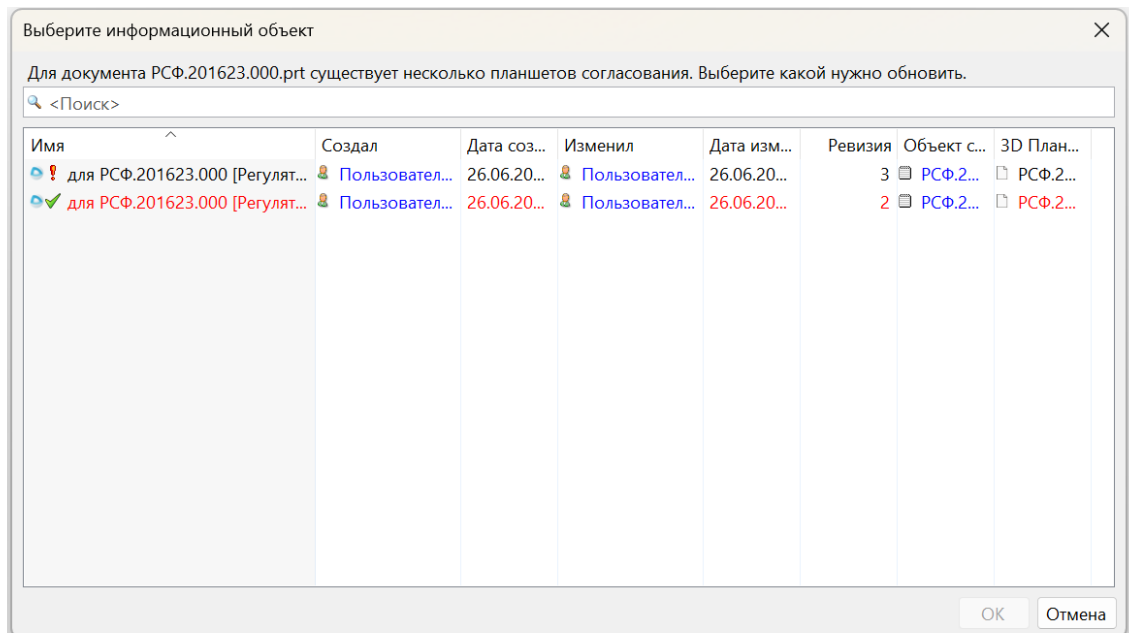 Выберите информационный объект
Для документа РСФ.201623.000.prt существует несколько планшетов согласования. Выберите какой нужно обновить.
<Поиск>
Имя Создал Дата соз... Изменил Дата изм... Ревизия Объект с... 3D План...
для РСФ.201623.000 [Регулят... Пользовател... 26.06.20... Пользовател... 26.06.20... 3 РСФ.2... РСФ.2...
для РСФ.201623.000 [Регулят... Пользовател... 26.06.20... Пользовател... 26.06.20... 2 РСФ.2... РСФ.2...
OK Отмена